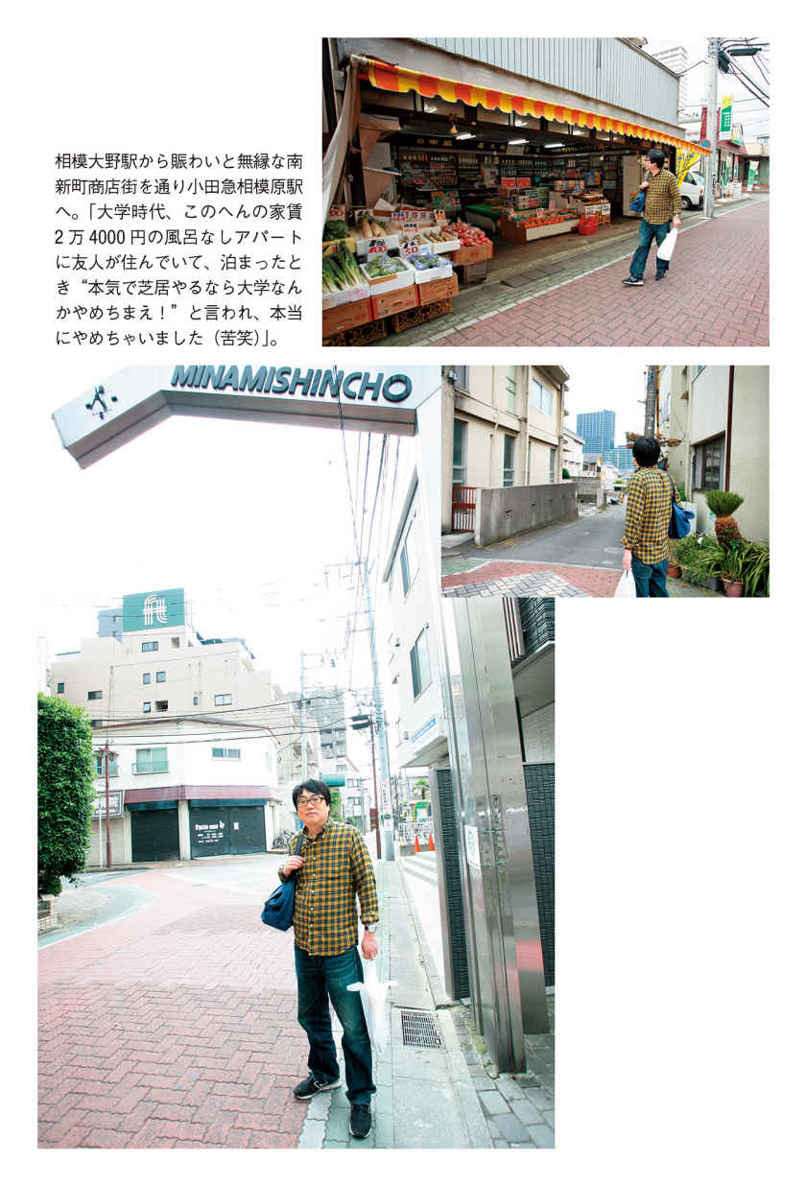 相模大野駅から賑わいと無縁な南
新町商店街を通り小田急相模原駅
へ。「大学時代、このへんの家賃
2万4000円の風呂なしアパート
に友人が住んでいて、泊まったと
き“本気で芝居やるなら大学なん
かやめちまえ！”と言われ、本当
にやめちゃいました（苦笑）」。
MINAMISHINCHO